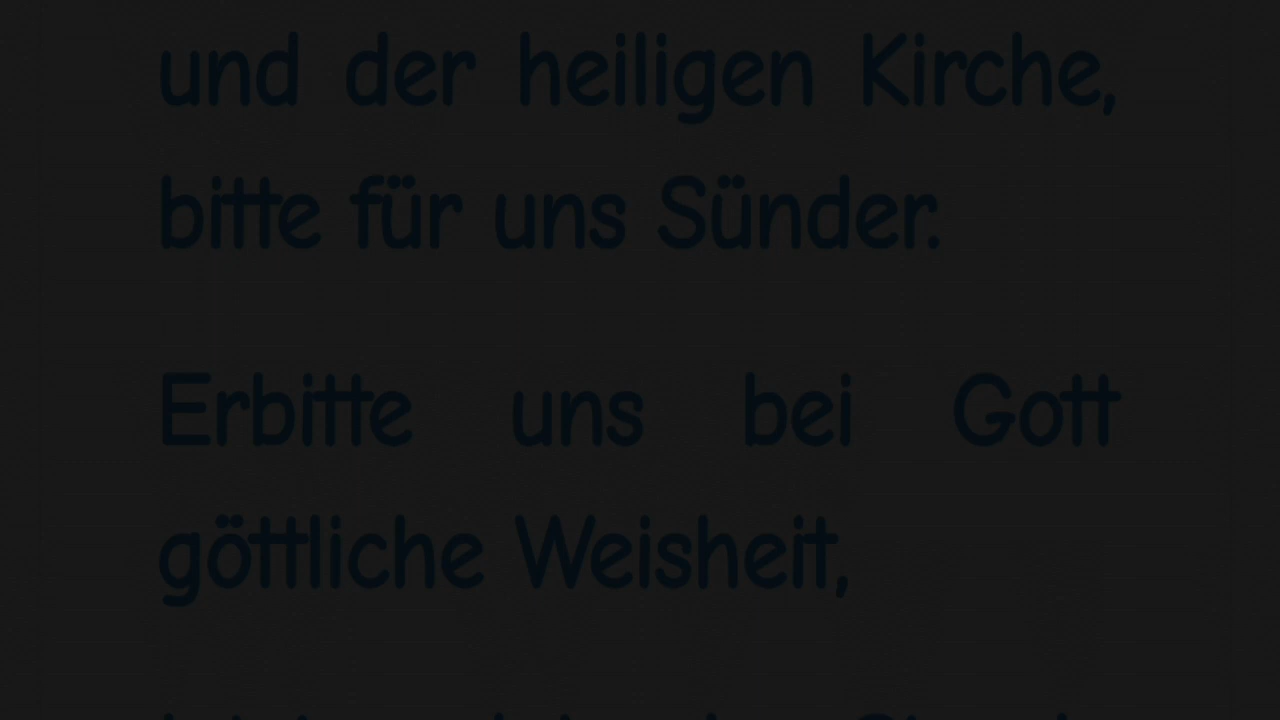 und der heiligen Kirche,
bitte für uns Sünder.
Erbitte uns bei Gott
göttliche Weisheit,